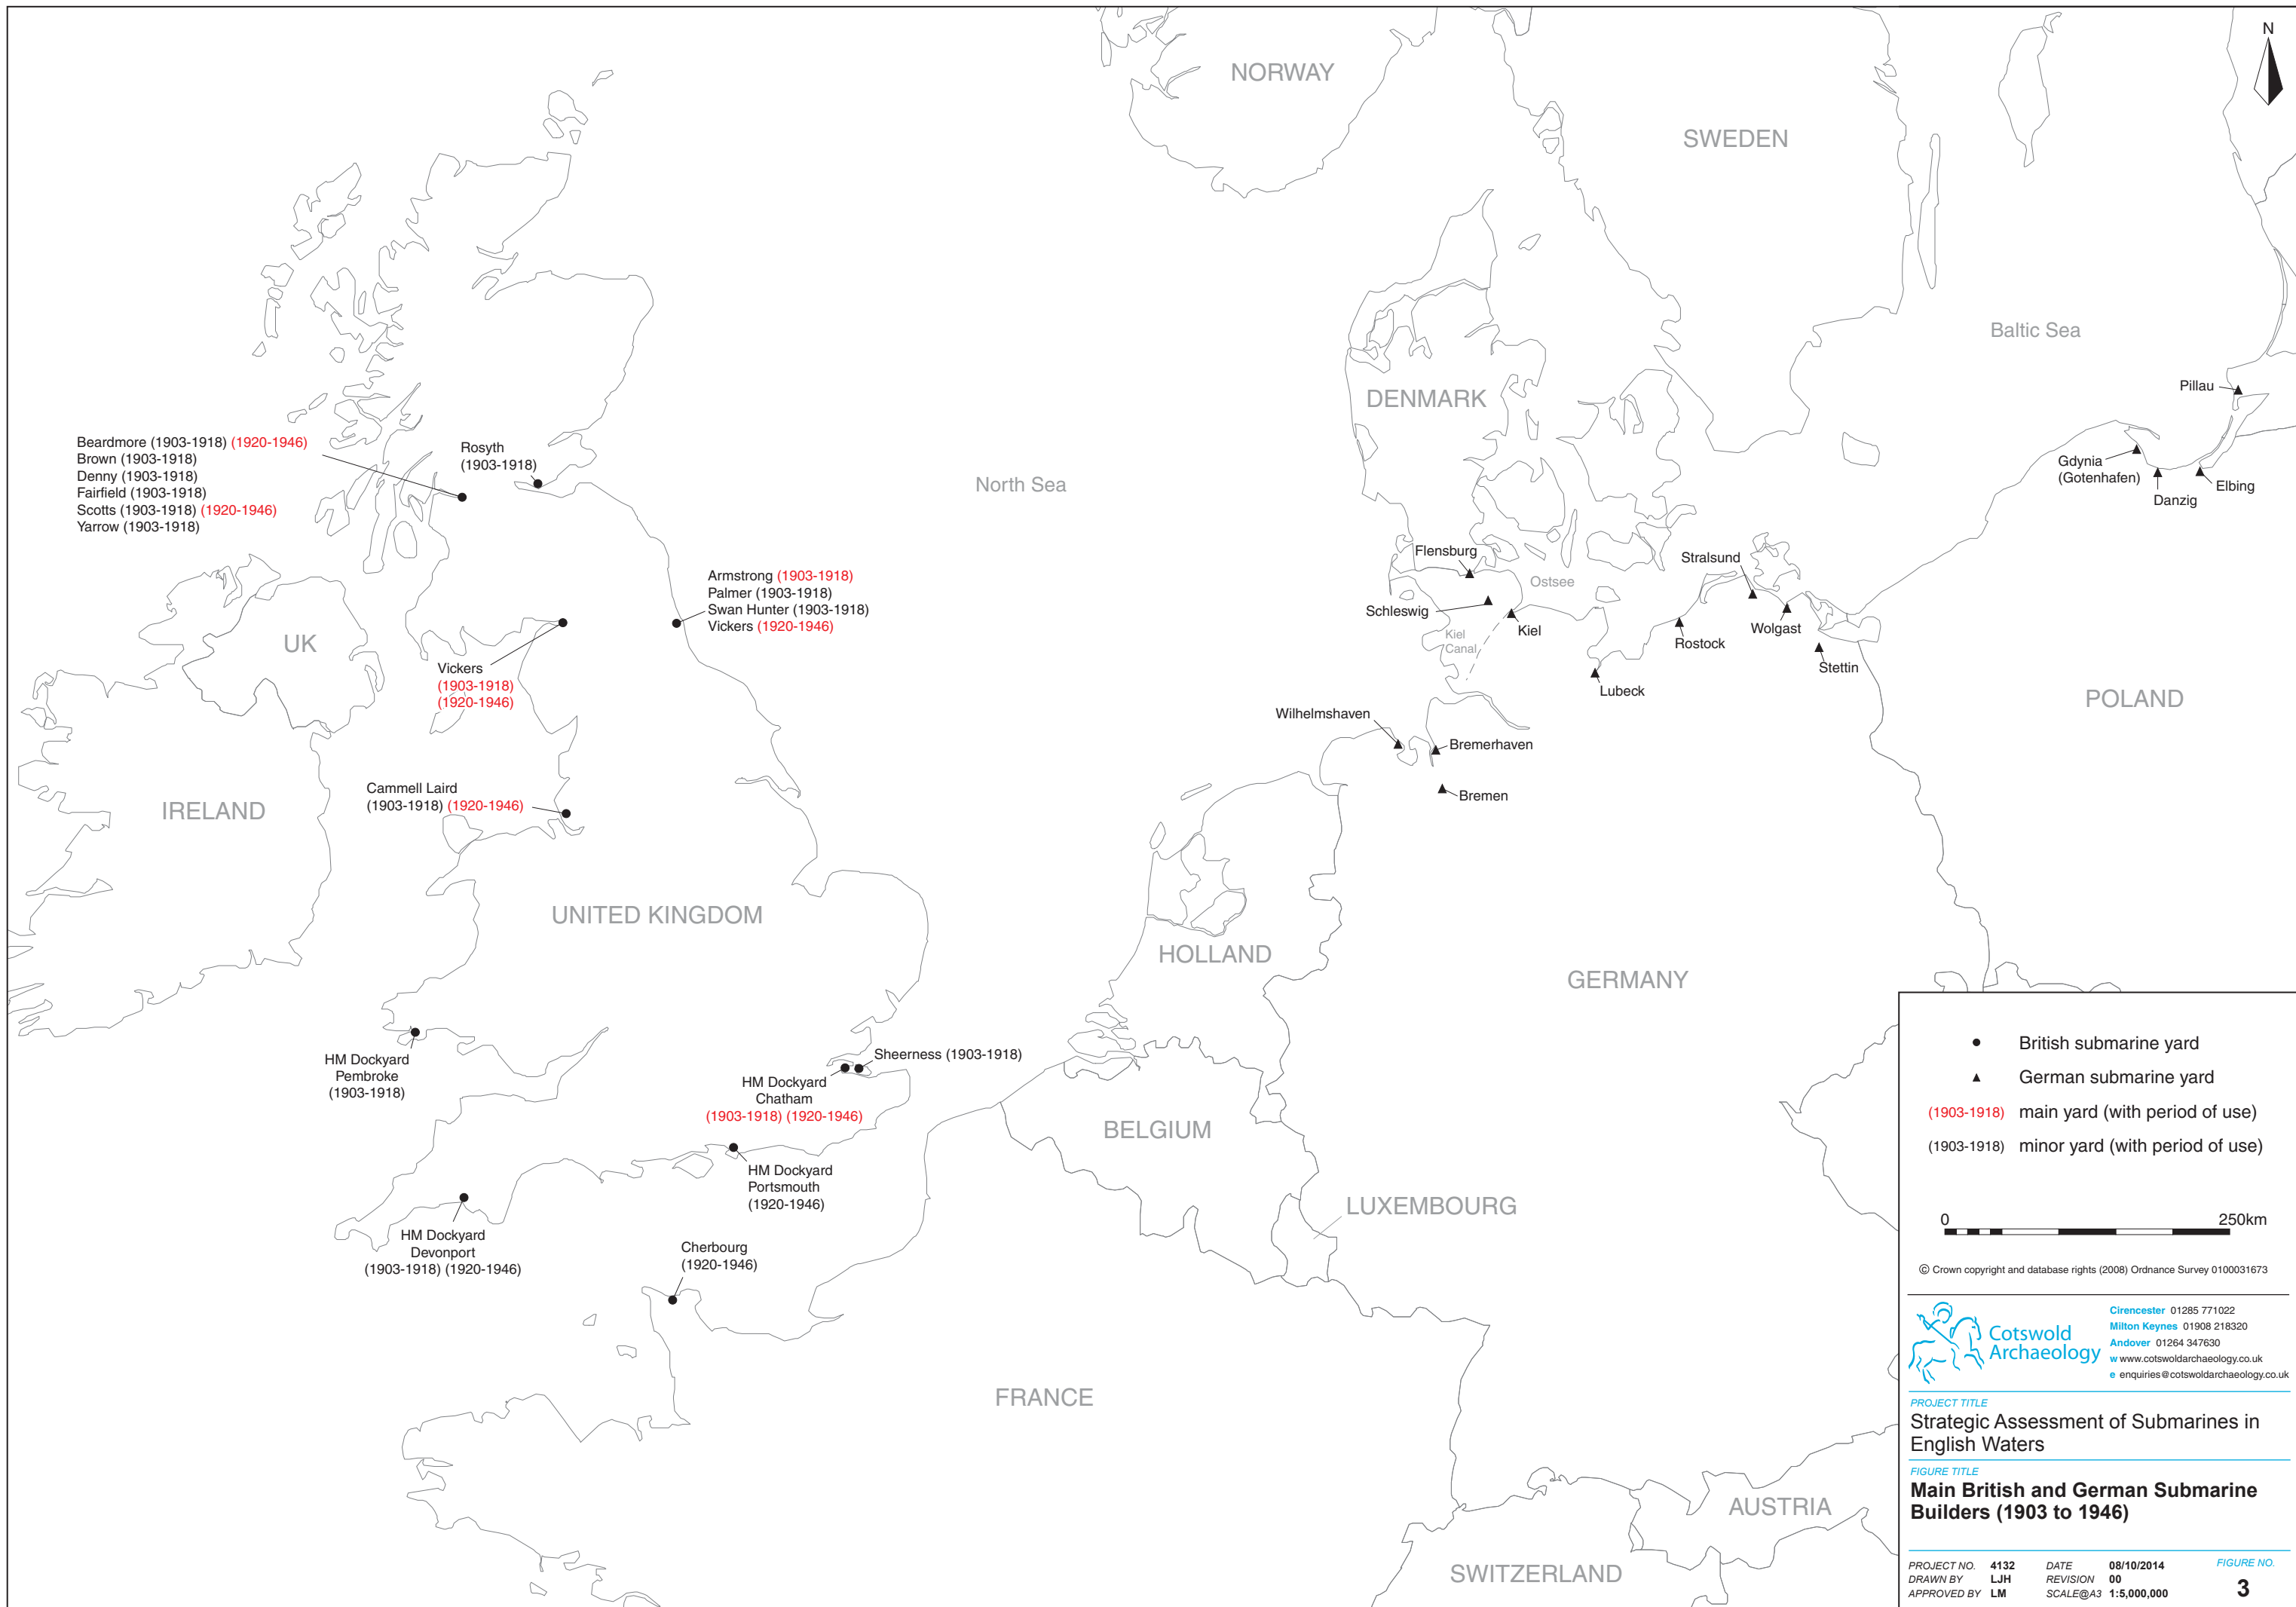 N
NORWAY
SWEDEN
Baltic Sea
DENMARK
Pillau
Beardmore (1903-1918) (1920-1946)
Brown (1903-1918)
Denny (1903-1918)
Fairfield (1903-1918)
Scotts (1903-1918) (1920-1946)
Yarrow (1903-1918)
Rosyth
(1903-1918)
North Sea
Gdynia
(Gotenhafen)
Danzig
Elbing
Flensburg
Ostsee
Stralsund
Armstrong (1903-1918)
Palmer (1903-1918)
Swan Hunter (1903-1918)
Vickers (1920-1946)
Schleswig
Kiel
Kiel
Canal
Rostock
Wolgast
Stettin
UK
Vickers
(1903-1918)
(1920-1946)
Lubeck
POLAND
Wilhelmshaven
Bremerhaven
Bremen
Cammell Laird
(1903-1918) (1920-1946)
IRELAND
UNITED KINGDOM
HOLLAND
GERMANY
HM Dockyard
Pembroke
(1903-1918)
Sheerness (1903-1918)
HM Dockyard
Chatham
(1903-1918) (1920-1946)
BELGIUM
HM Dockyard
Portsmouth
(1920-1946)
LUXEMBOURG
HM Dockyard
Devonport
(1903-1918) (1920-1946)
Cherbourg
(1920-1946)
FRANCE
AUSTRIA
SWITZERLAND
British submarine yard
German submarine yard
(1903-1918) main yard (with period of use)
(1903-1918) minor yard (with period of use)
0 250km
© Crown copyright and database rights (2008) Ordnance Survey 0100031673
Cotswold
Archaeology
Cirencester 01285 771022
Milton Keynes 01908 218320
Andover 01264 347630
w www.cotswoldarchaeology.co.uk
e enquiries@cotswoldarchaeology.co.uk
PROJECT TITLE
Strategic Assessment of Submarines in
English Waters
FIGURE TITLE
Main British and German Submarine
Builders (1903 to 1946)
PROJECT NO. 4132 DATE 08/10/2014 FIGURE NO.
DRAWN BY LJH REVISION 00
APPROVED BY LM SCALE@A3 1:5,000,000 3